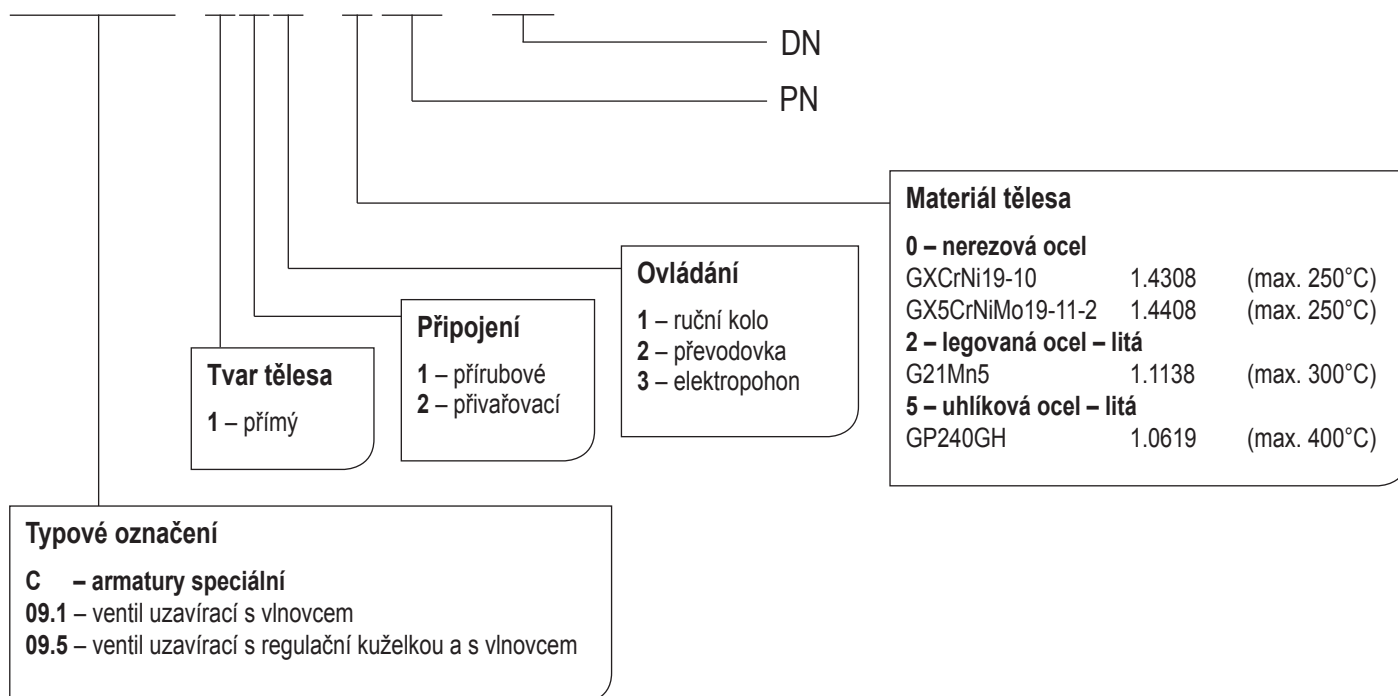 DN
PN
Materiál tělesa
0 – nerezová ocel
GXCrNi19-10 1.4308 (max. 250°C)
GX5CrNiMo19-11-2 1.4408 (max. 250°C)
2 – legovaná ocel – litá
G21Mn5 1.1138 (max. 300°C)
5 – uhlíková ocel – litá
GP240GH 1.0619 (max. 400°C)
Ovládání
1 – ruční kolo
2 – převodovka
3 – elektropohon
Připojení
1 – přírubové
2 – přivařovací
Tvar tělesa
1 – přímý
Typové označení
C – armatury speciální
09.1 – ventil uzavírací s vlnovcem
09.5 – ventil uzavírací s regulační kuželkou a s vlnovcem